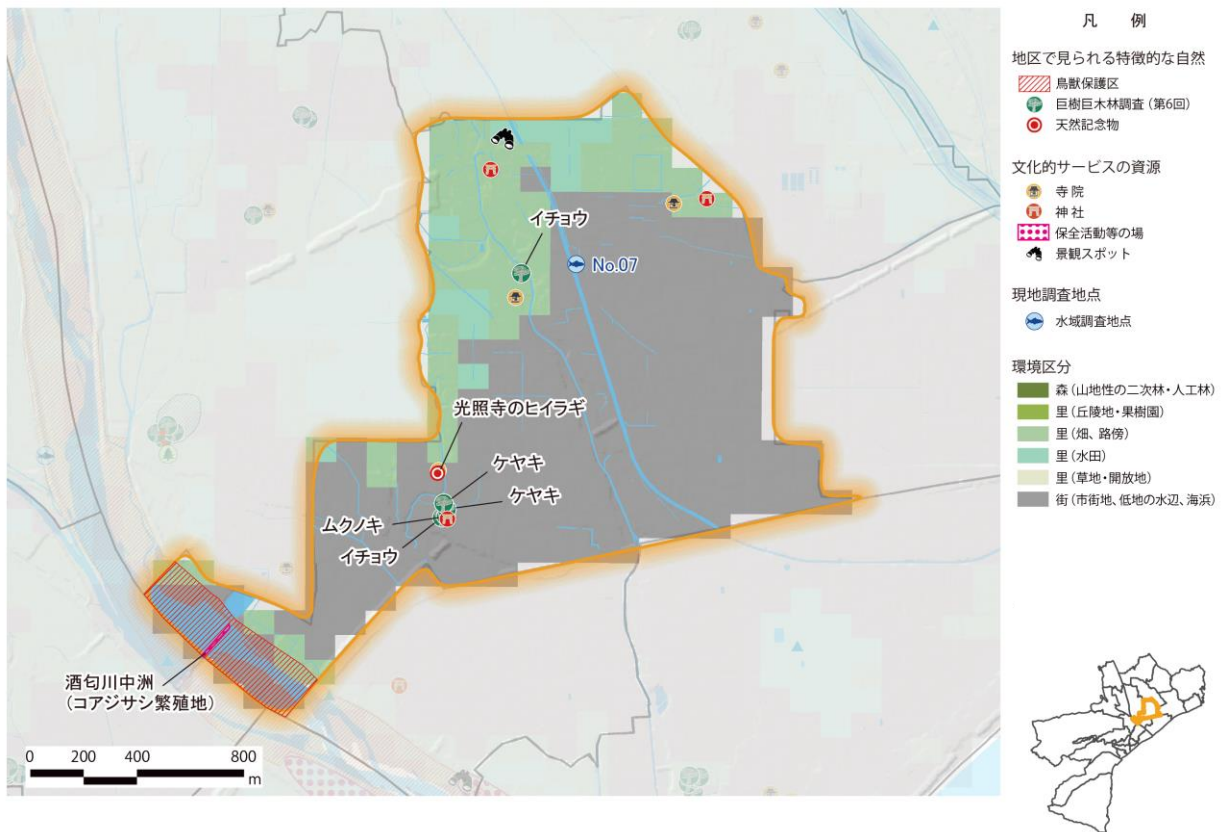 イチョウ
No.07
光照寺のヒイラギ
ケヤキ
ケヤキ
ムクノキ
イチョウ
酒匂川中洲
(コアジサシ繁殖地)
0 200 400 800
m
凡 例
地区で見られる特徴的な自然
鳥獣保護区
巨樹巨木林調査(第6回)
天然記念物
文化的サービスの資源
寺院
神社
保全活動等の場
景観スポット
現地調査地点
水域調査地点
環境区分
森(山地性の二次林・人工林)
里(丘陵地・果樹園)
里(畑、路傍)
里(水田)
里(草地・開放地)
街(市街地、低地の水辺、海浜)